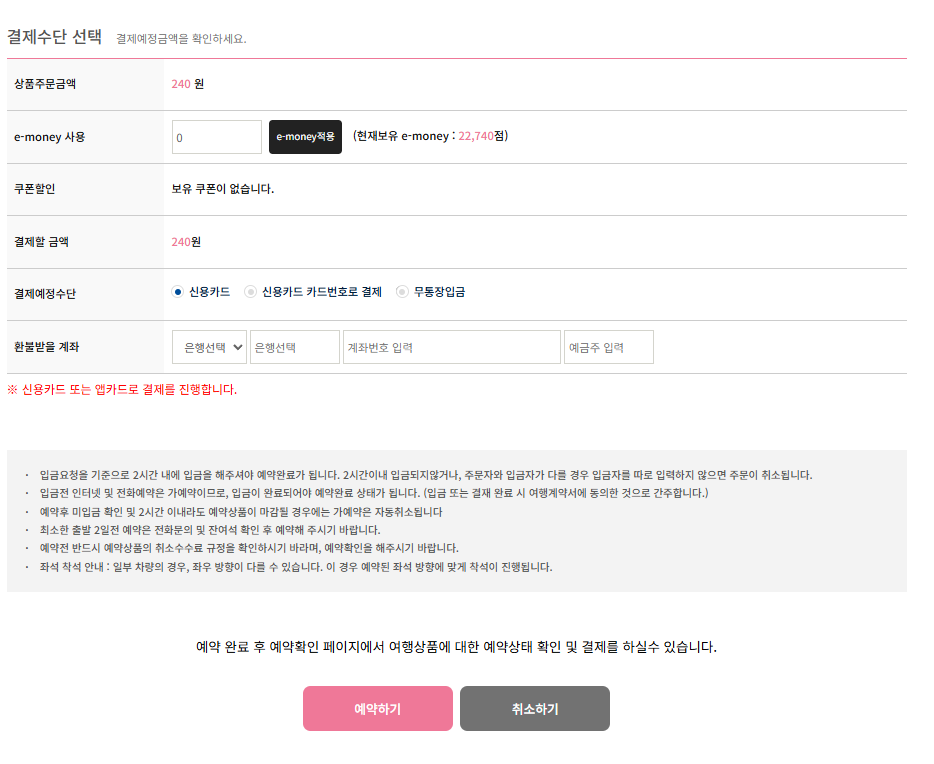 결제수단 선택 결제예정금액을 확인하세요.
상품주문금액 240 원
e-money 사용 0 e-money적용 (현재보유 e-money : 22,740점)
쿠폰할인 보유 쿠폰이 없습니다.
결제할 금액 240원
결제예정수단 신용카드 신용카드 카드번호로 결제 무통장입금
환불받을 계좌 은행선택 은행선택 계좌번호 입력 예금주 입력
※ 신용카드 또는 앱카드로 결제를 진행합니다.
· 입금요청을 기준으로 2시간 내에 입금을 해주셔야 예약완료가 됩니다. 2시간이내 입금되지않거나, 주문자와 입금자가 다를 경우 입금자를 따로 입력하지 않으면 주문이 취소됩니다.
· 입금전 인터넷 및 전화예약은 가예약이므로, 입금이 완료되어야 예약완료 상태가 됩니다. (입금 또는 결재 완료 시 여행계약서에 동의한 것으로 간주합니다.)
· 예약후 미입금 확인 및 2시간 이내라도 예약상품이 마감될 경우에는 가예약은 자동취소됩니다
· 최소한 출발 2일전 예약은 전화문의 및 잔여석 확인 후 예약해 주시기 바랍니다.
· 예약전 반드시 예약상품의 취소수수료 규정을 확인하시기 바라며, 예약확인을 해주시기 바랍니다.
· 좌석 착석 안내 : 일부 차량의 경우, 좌우 방향이 다를 수 있습니다. 이 경우 예약된 좌석 방향에 맞게 착석이 진행됩니다.
예약 완료 후 예약확인 페이지에서 여행상품에 대한 예약상태 확인 및 결제를 하실수 있습니다.
예약하기 취소하기